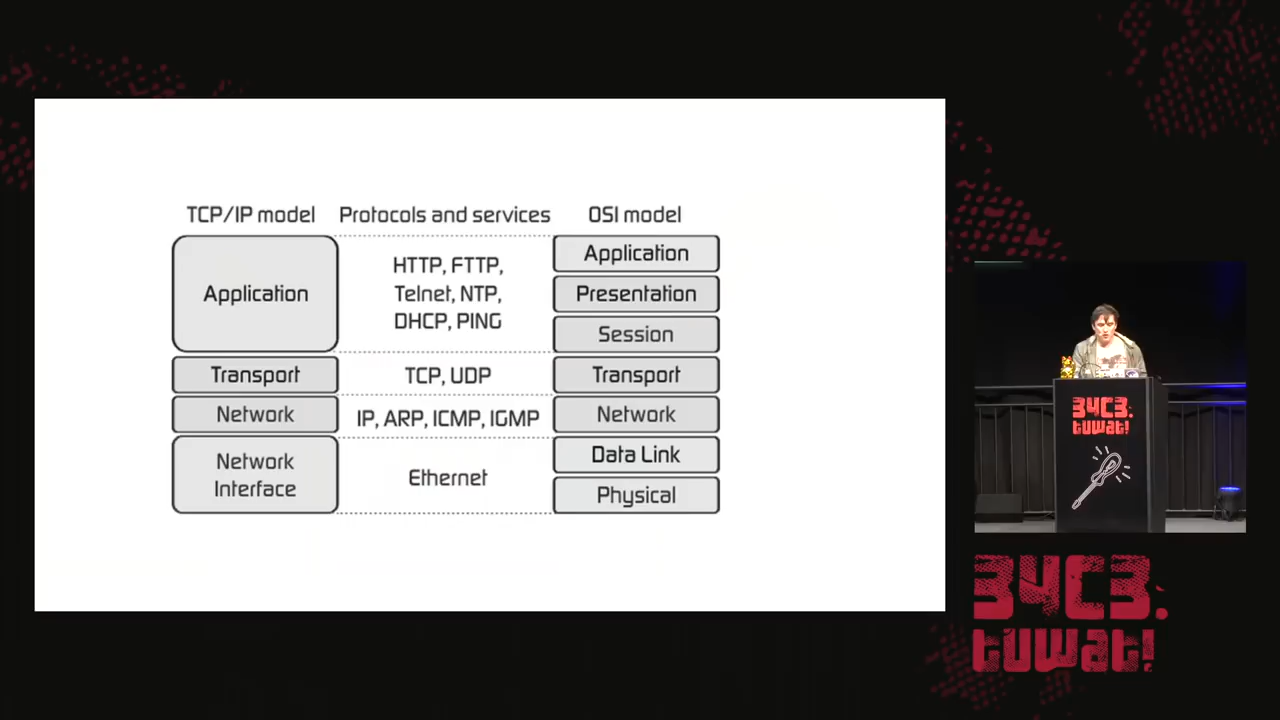 TCP/IP model
Protocols and services
OSI model
Application
HTTP, FTTP,
Telnet, NTP,
DHCP, PING
Application
Presentation
Session
Transport
TCP, UDP
Transport
Network
IP, ARP, ICMP, IGMP
Network
Network
Interface
Ethernet
Data Link
Physical
34C3.
tuwat!
34C3.
tuwat!